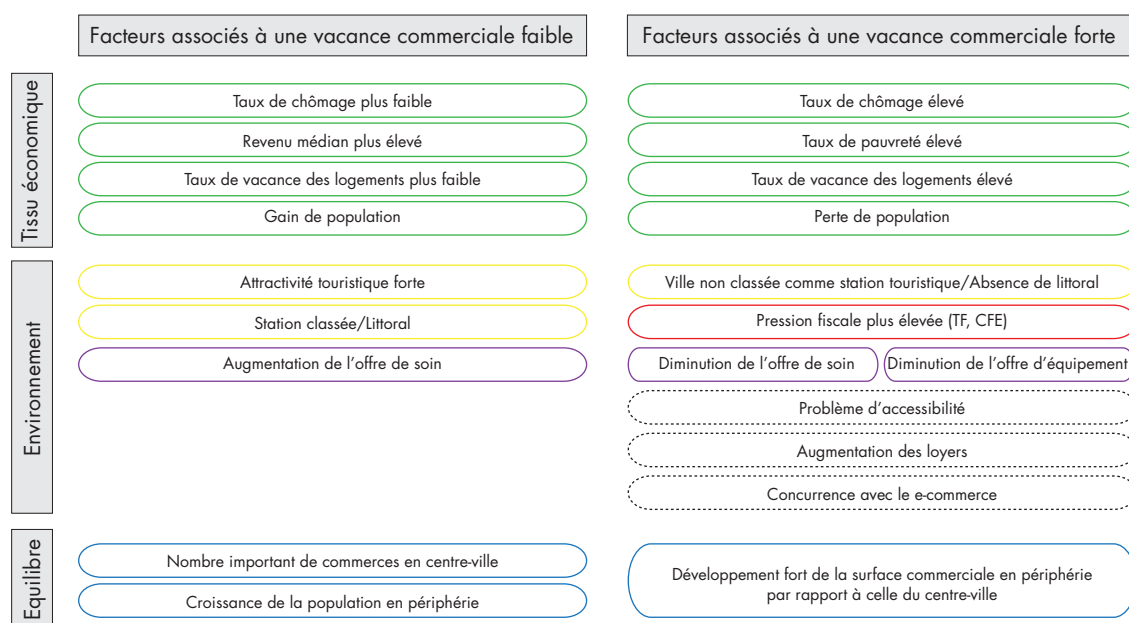 Facteurs associés à une vacance commerciale faible
Facteurs associés à une vacance commerciale forte
Tissu économique
Taux de chômage plus faible
Taux de chômage élevé
Revenu médian plus élevé
Taux de pauvreté élevé
Taux de vacance des logements plus faible
Taux de vacance des logements élevé
Gain de population
Perte de population
Environnement
Attractivité touristique forte
Ville non classée comme station touristique/Absence de littoral
Station classée/Littoral
Pression fiscale plus élevée (TF, CFE)
Augmentation de l’offre de soin
Diminution de l’offre de soin
Diminution de l’offre d’équipement
Problème d’accessibilité
Augmentation des loyers
Concurrence avec le e-commerce
Equilibre
Nombre important de commerces en centre-ville
Croissance de la population en périphérie
Développement fort de la surface commerciale en périphérie
par rapport à celle du centre-ville